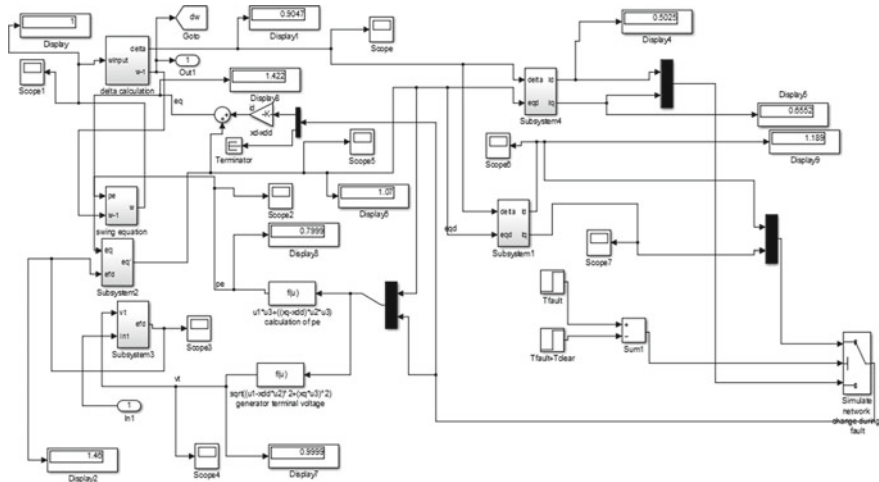 1
Display
dw
Goto
0.9047
Display1
0.5025
Display4
delta
winput
w-1
delta calculation
1
Out1
Scope
Scope1
1.422
Display6
eq
id
-K-
xd-xdd
Terminator
Scope5
delta
Id
eqd
Iq
Subsystem4
Display5
0.6552
1.189
Display9
Scope6
pe
w
w-1
swing equation
Scope2
1.07
Display5
delta
Id
eqd
Iq
eqd
Subsystem1
Scope7
eq
eq'
efd
Subsystem2
0.7999
Display8
pe
f(u)
u1*u3+((xq-xdd)*u2*u3)
calculation of pe
Tfault
Tfault+Tclear
Sum1
vt
efd
In1
Subsystem3
Scope3
f(u)
sqrt((u1-xdd*u2)^2+(xq*u3)^2)
generator terminal voltage
vt
1
In1
Simulate
network
change during
fault
1.46
Display2
Scope4
0.9999
Display7